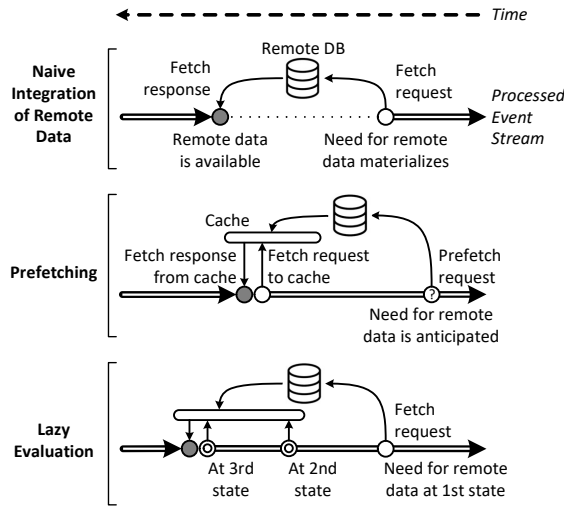 Time
Naive
Integration
of Remote
Data
Remote DB
Fetch
response
Fetch
request
Processed
Event
Stream
Remote data
is available
Need for remote
data materializes
Prefetching
Cache
Fetch response
from cache
Fetch request
to cache
Prefetch
request
?
Need for remote
data is anticipated
Lazy
Evaluation
Fetch
request
At 3rd
state
At 2nd
state
Need for remote
data at 1st state